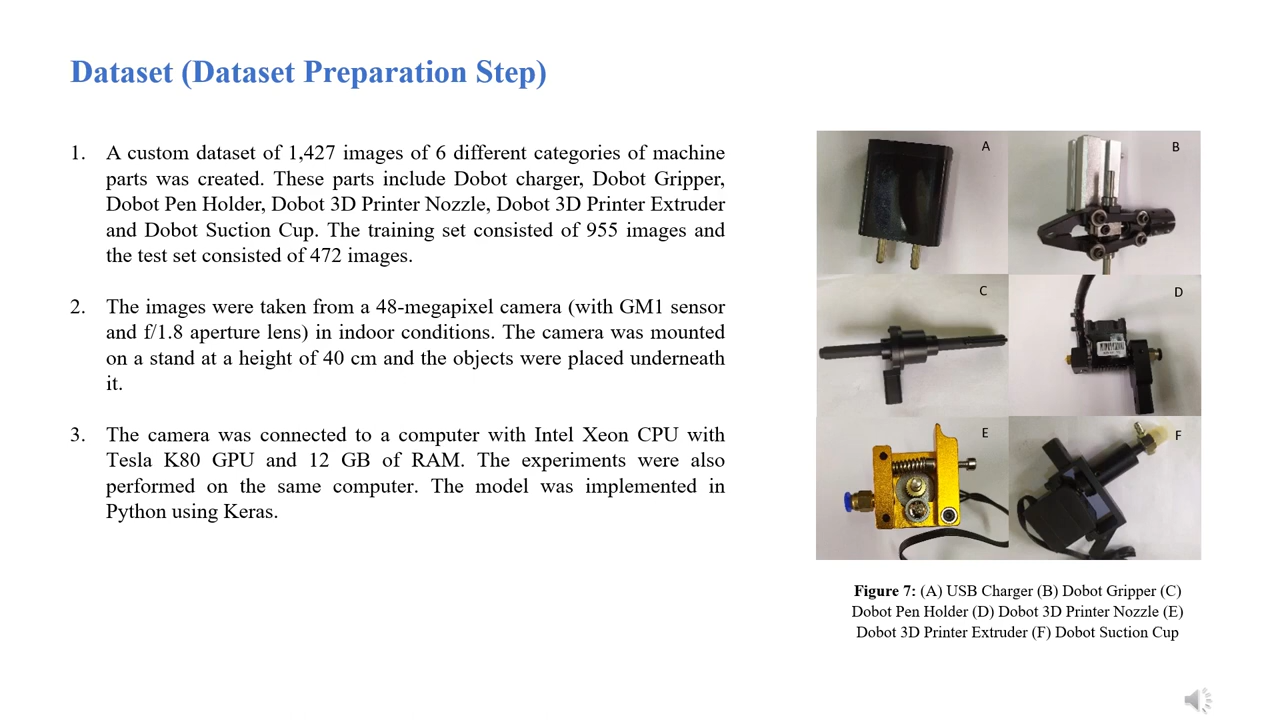 Dataset (Dataset Preparation Step)
1. A custom dataset of 1,427 images of 6 different categories of machine
parts was created. These parts include Dobot charger, Dobot Gripper,
Dobot Pen Holder, Dobot 3D Printer Nozzle, Dobot 3D Printer Extruder
and Dobot Suction Cup. The training set consisted of 955 images and
the test set consisted of 472 images.
2. The images were taken from a 48-megapixel camera (with GM1 sensor
and f/1.8 aperture lens) in indoor conditions. The camera was mounted
on a stand at a height of 40 cm and the objects were placed underneath
it.
3. The camera was connected to a computer with Intel Xeon CPU with
Tesla K80 GPU and 12 GB of RAM. The experiments were also
performed on the same computer. The model was implemented in
Python using Keras.
A
B
C
D
E
F
Figure 7: (A) USB Charger (B) Dobot Gripper (C)
Dobot Pen Holder (D) Dobot 3D Printer Nozzle (E)
Dobot 3D Printer Extruder (F) Dobot Suction Cup